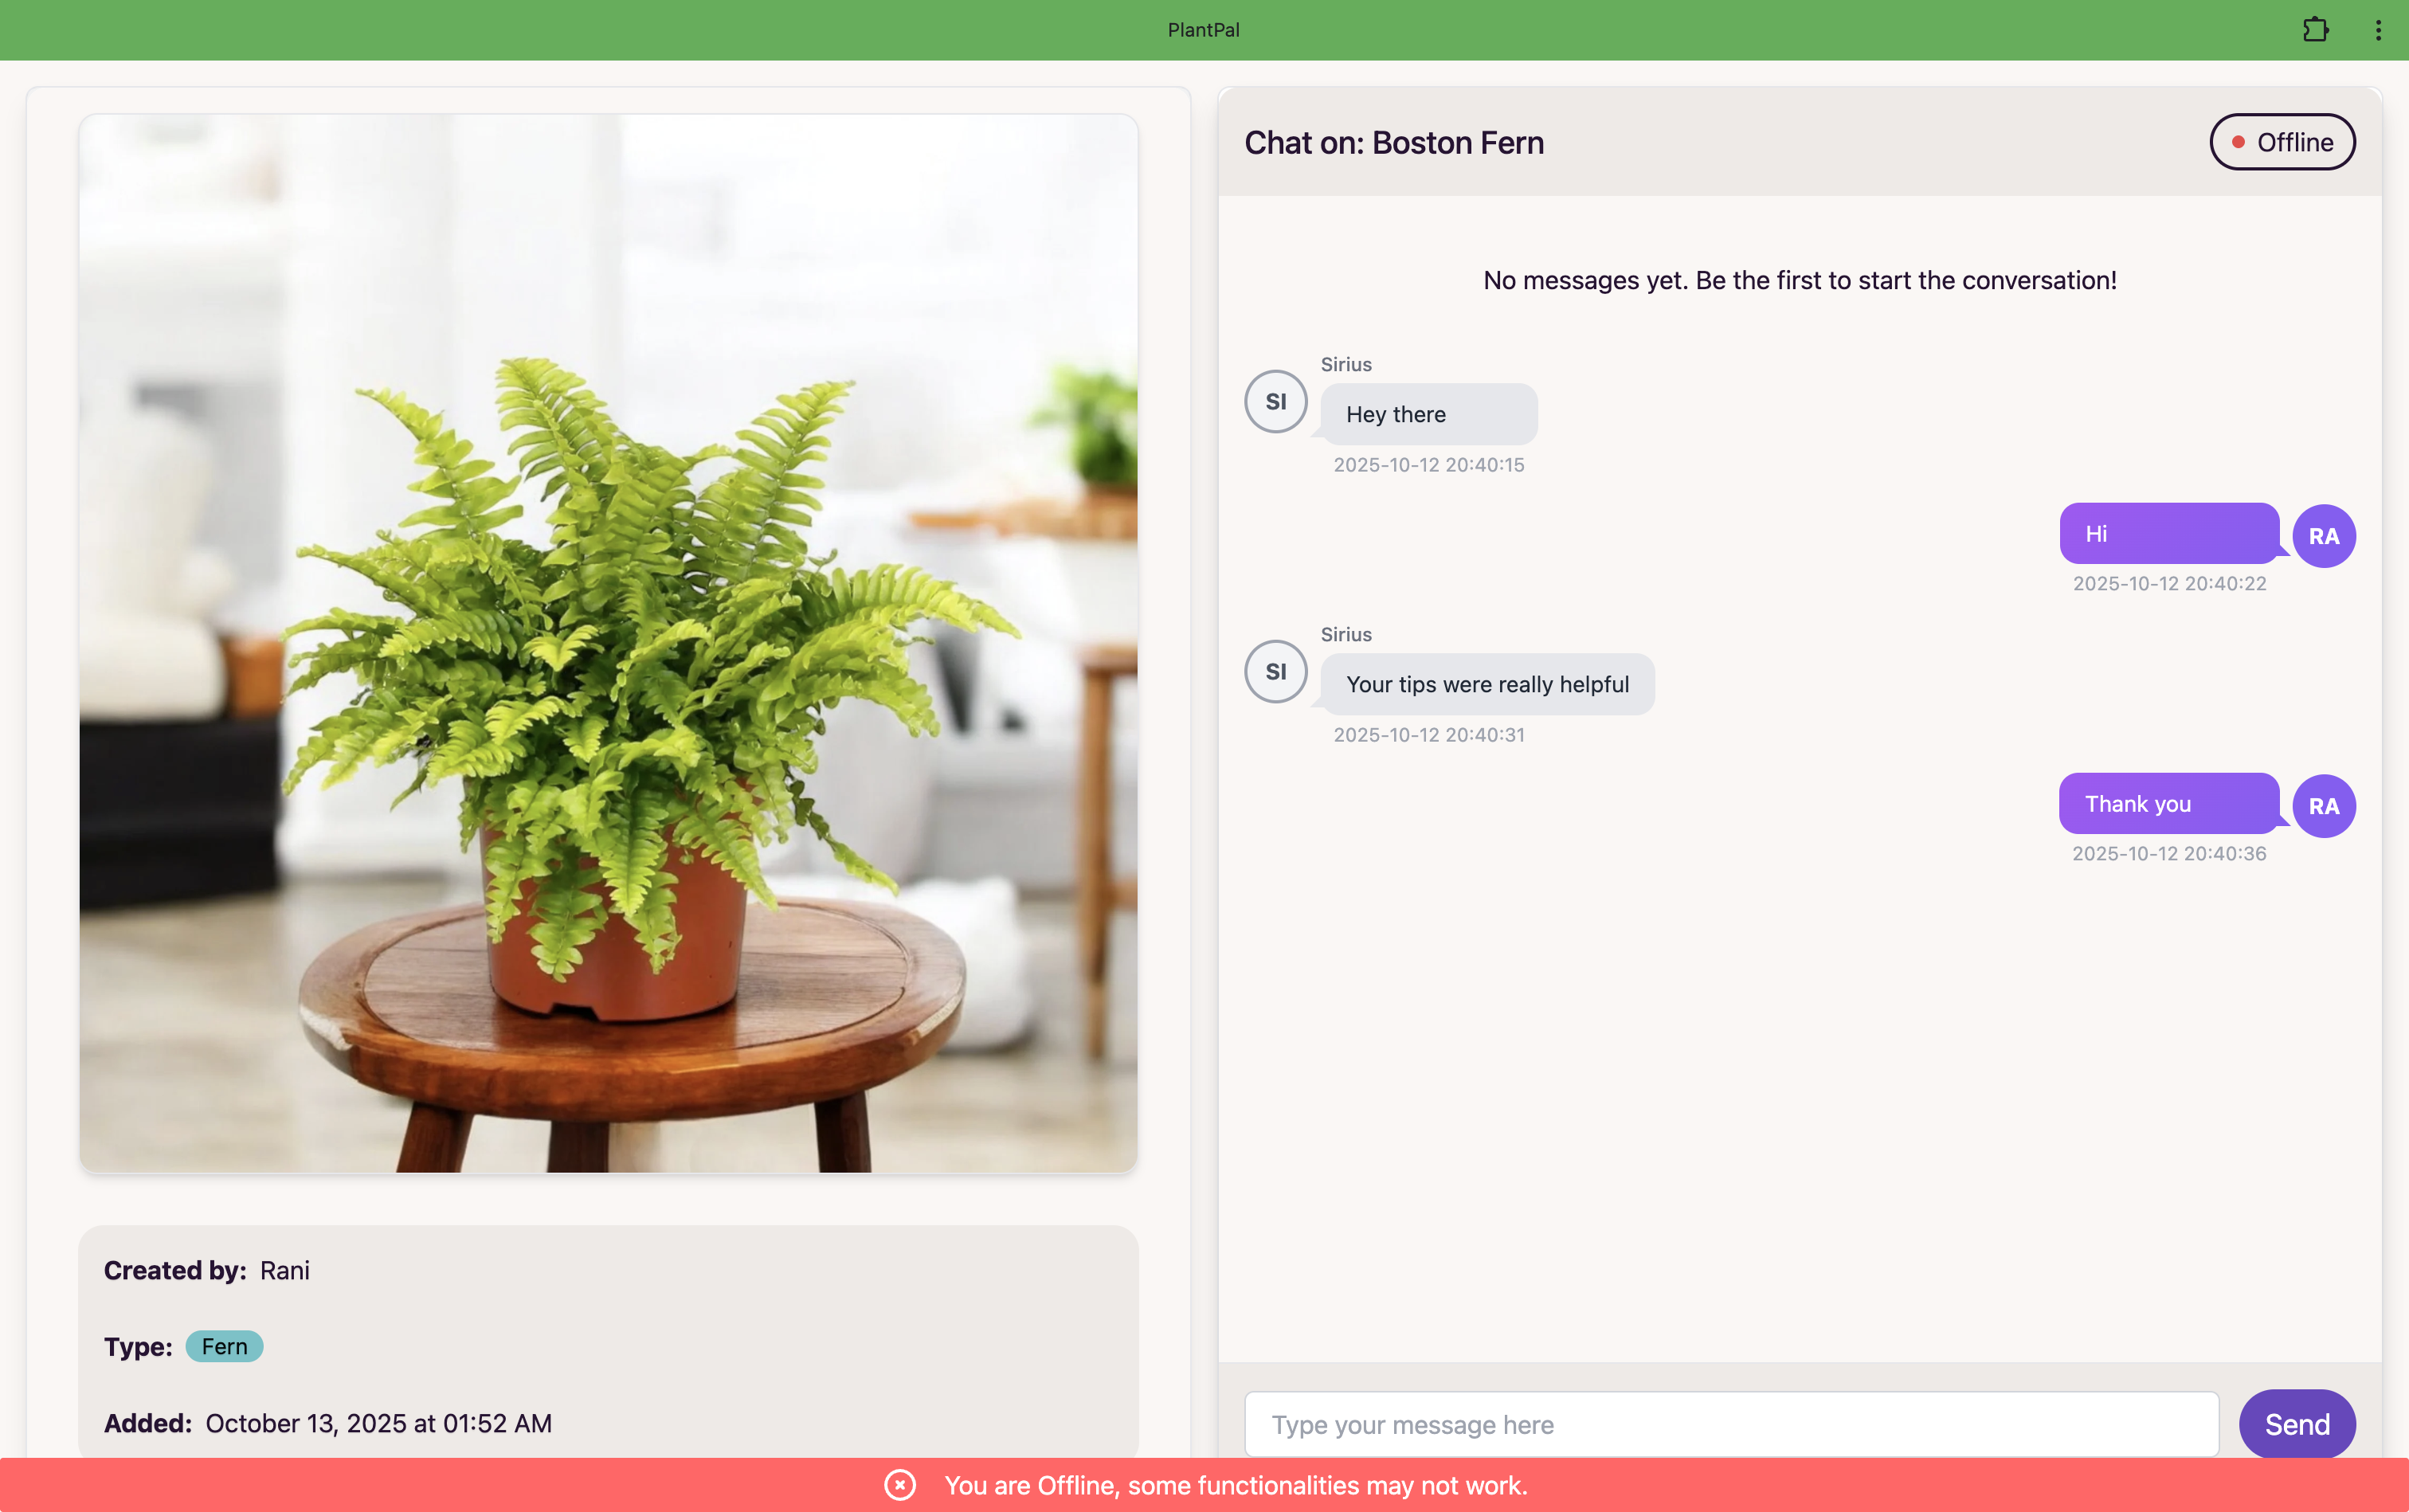 PlantPal
Chat on: Boston Fern
Offline
No messages yet. Be the first to start the conversation!
Sirius
SI
Hey there
2025-10-12 20:40:15
Hi
RA
2025-10-12 20:40:22
Sirius
SI
Your tips were really helpful
2025-10-12 20:40:31
Thank you
RA
2025-10-12 20:40:36
Created by: Rani
Type: Fern
Added: October 13, 2025 at 01:52 AM
Type your message here
Send
You are Offline, some functionalities may not work.